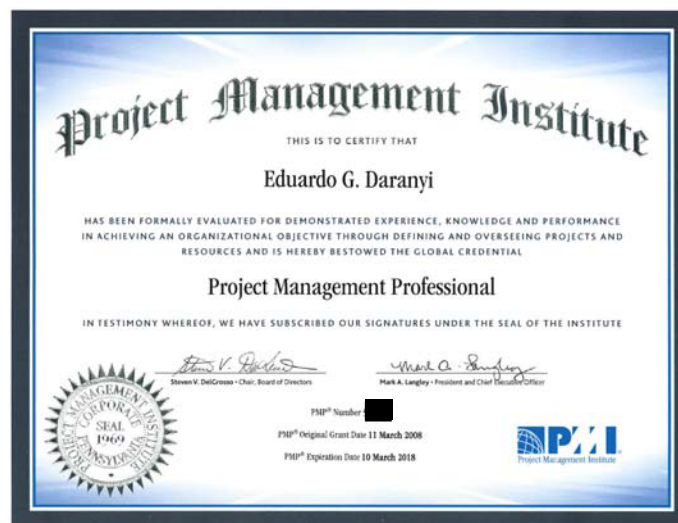 Project Management Institute
THIS IS TO CERTIFY THAT
Eduardo G. Daranyi
HAS BEEN FORMALLY EVALUATED FOR DEMONSTRATED EXPERIENCE, KNOWLEDGE AND PERFORMANCE
IN ACHIEVING AN ORGANIZATIONAL OBJECTIVE THROUGH DEFINING AND OVERSEEING PROJECTS AND
RESOURCES AND IS HEREBY BESTOWED THE GLOBAL CREDENTIAL
Project Management Professional
IN TESTIMONY WHEREOF, WE HAVE SUBSCRIBED OUR SIGNATURES UNDER THE SEAL OF THE INSTITUTE
Steven V. DelGrosso • Chair, Board of Directors
Mark A. Langley • President and Chief Executive Officer
PROJECT MANAGEMENT INSTITUTE
PENNSYLVANIA
CORPORATE
SEAL
1969
PMP® Number
PMP® Original Grant Date 11 March 2008
PMP® Expiration Date 10 March 2018
PMI
Project Management Institute